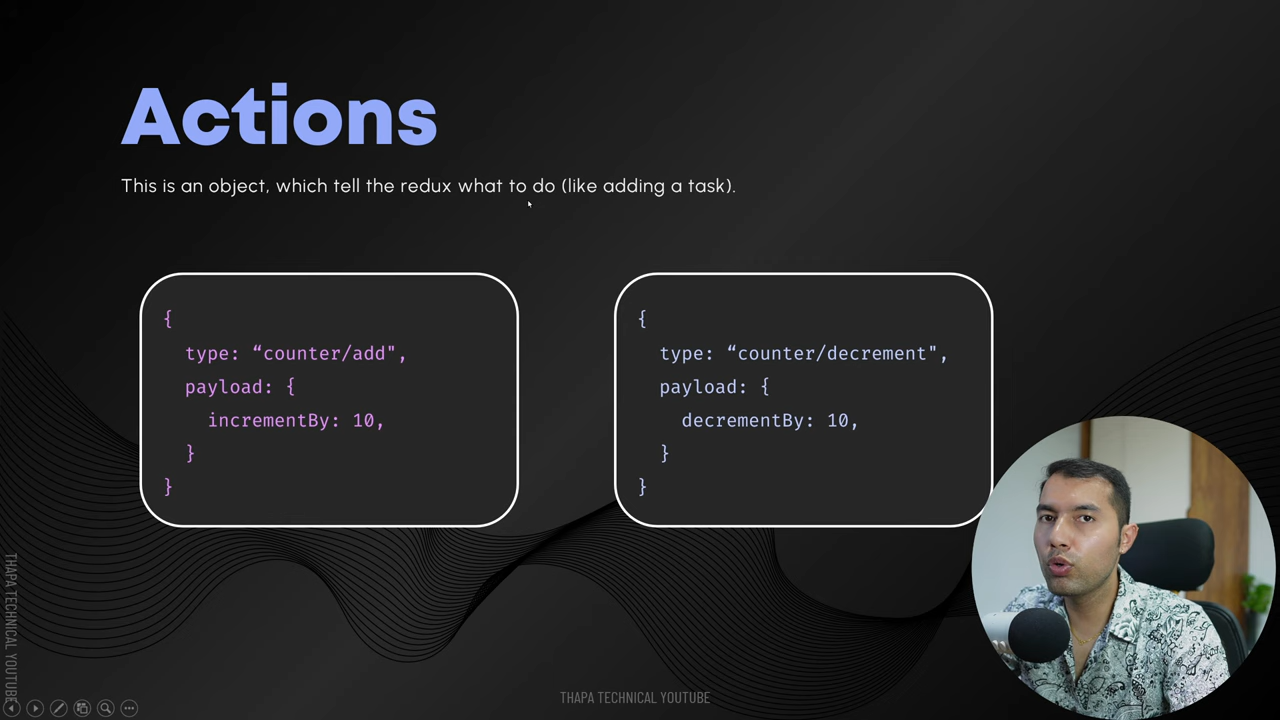 Actions
This is an object, which tell the redux what to do (like adding a task).
{
type: “counter/add",
payload: {
incrementBy: 10,
}
}
{
type: “counter/decrement",
payload: {
decrementBy: 10,
}
}
THAPA TECHNICAL YOUTUBE
THAPA TECHNICAL YOUTUBE